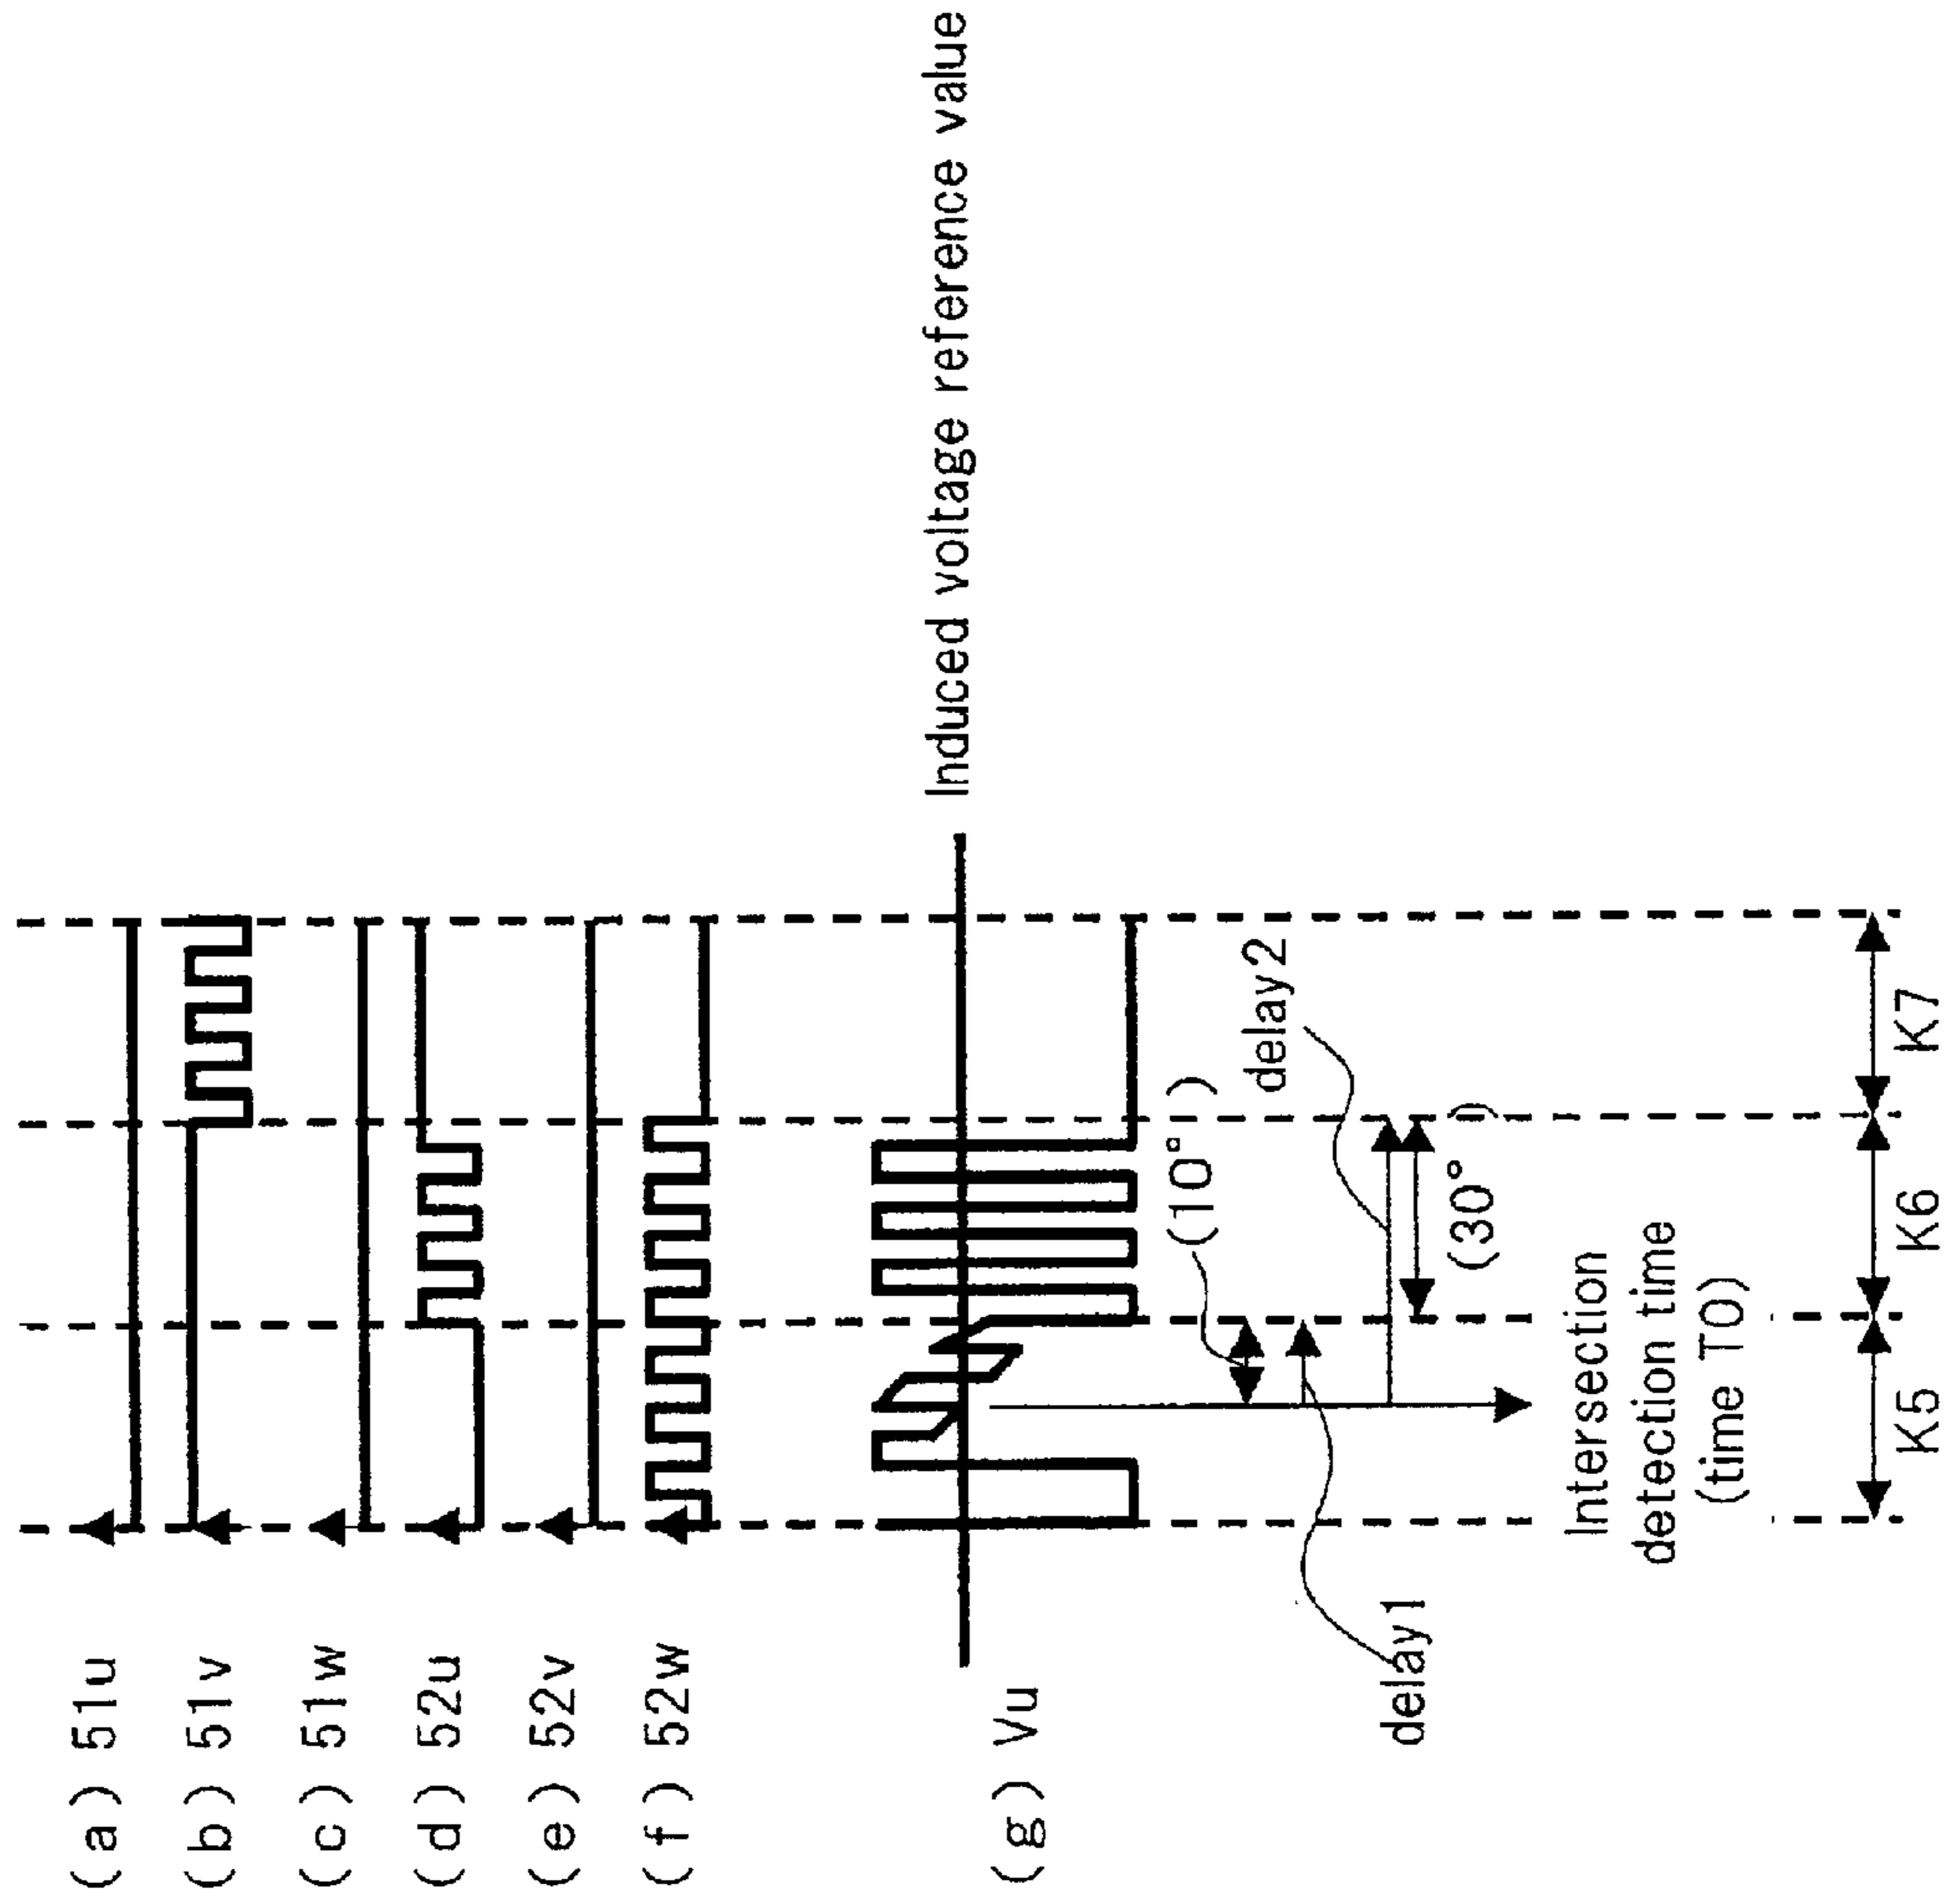 (a) 51u
(b) 51v
(c) 51w
(d) 52u
(e) 52v
(f) 52w
Induced voltage reference value
(g) Vu
(10°)
delay2
delay1
(30°)
Intersection
detection time
(time T0)
K5
K6
K7